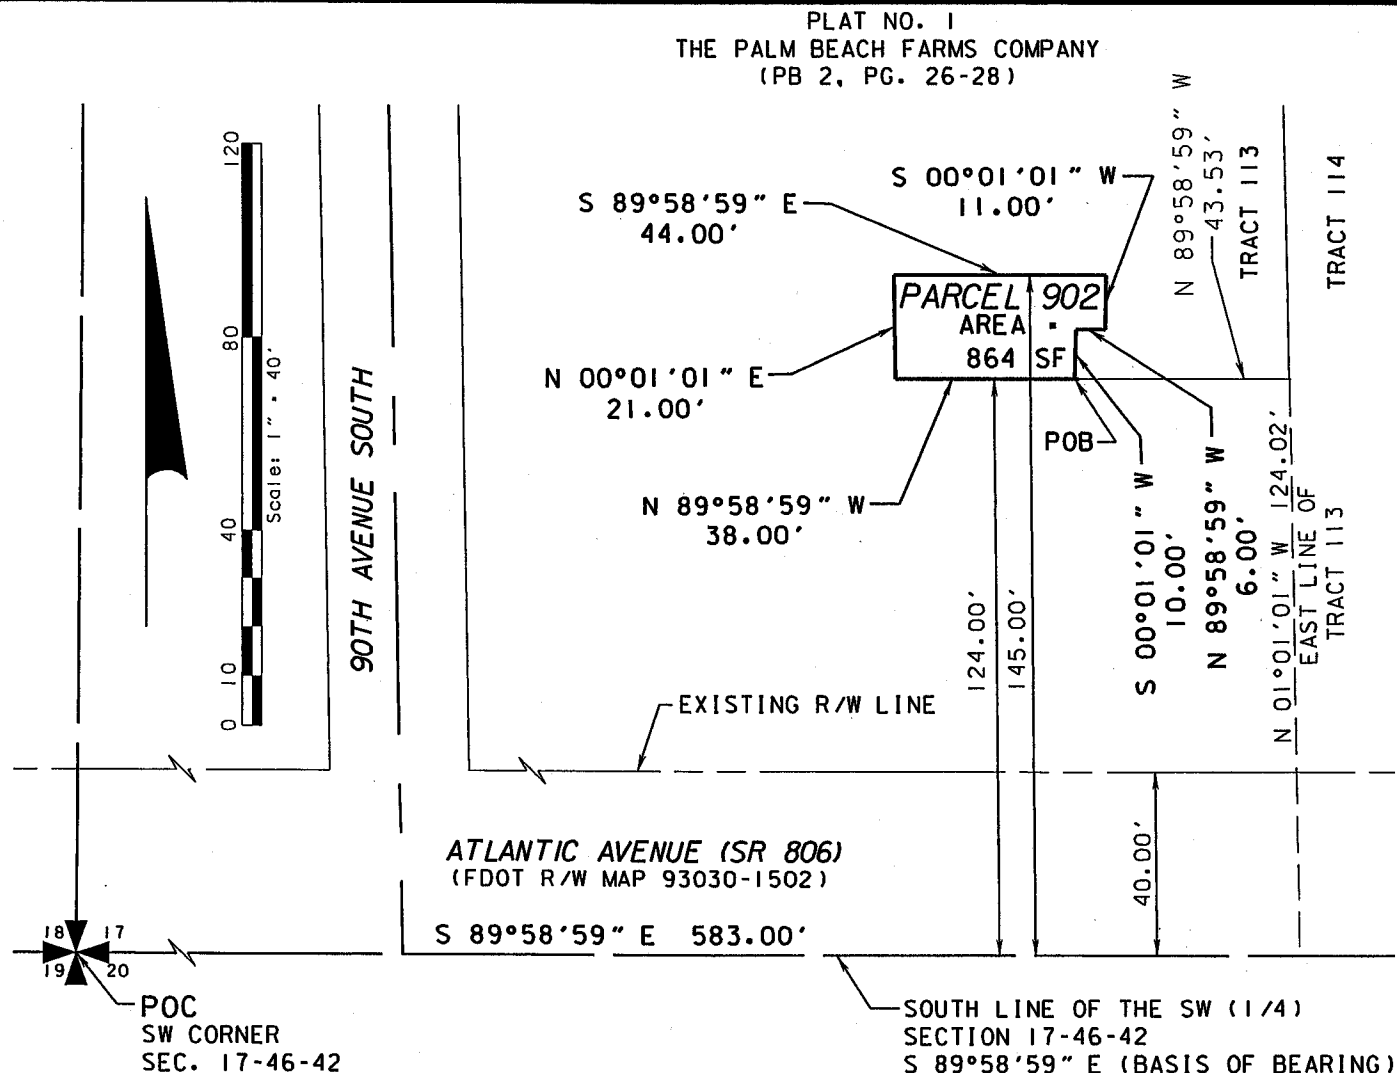 PLAT NO. 1
THE PALM BEACH FARMS COMPANY
(PB 2, PG. 26-28)
S 89°58'59" E
44.00'
S 00°01'01" W
11.00'
N 89°58'59" W
43.53'
TRACT 113
TRACT 114
PARCEL 902
AREA =
864 SF
N 00°01'01" E
21.00'
POB
N 89°58'59" W
38.00'
S 00°01'01" W
10.00'
N 89°58'59" W
6.00'
N 01°01'01" W 124.02'
EAST LINE OF
TRACT 113
120
80
40
10
0
Scale: 1" = 40'
90TH AVENUE SOUTH
124.00'
145.00'
EXISTING R/W LINE
40.00'
ATLANTIC AVENUE (SR 806)
(FDOT R/W MAP 93030-1502)
S 89°58'59" E 583.00'
18 17
19 20
POC
SW CORNER
SEC. 17-46-42
SOUTH LINE OF THE SW (1/4)
SECTION 17-46-42
S 89°58'59" E (BASIS OF BEARING)